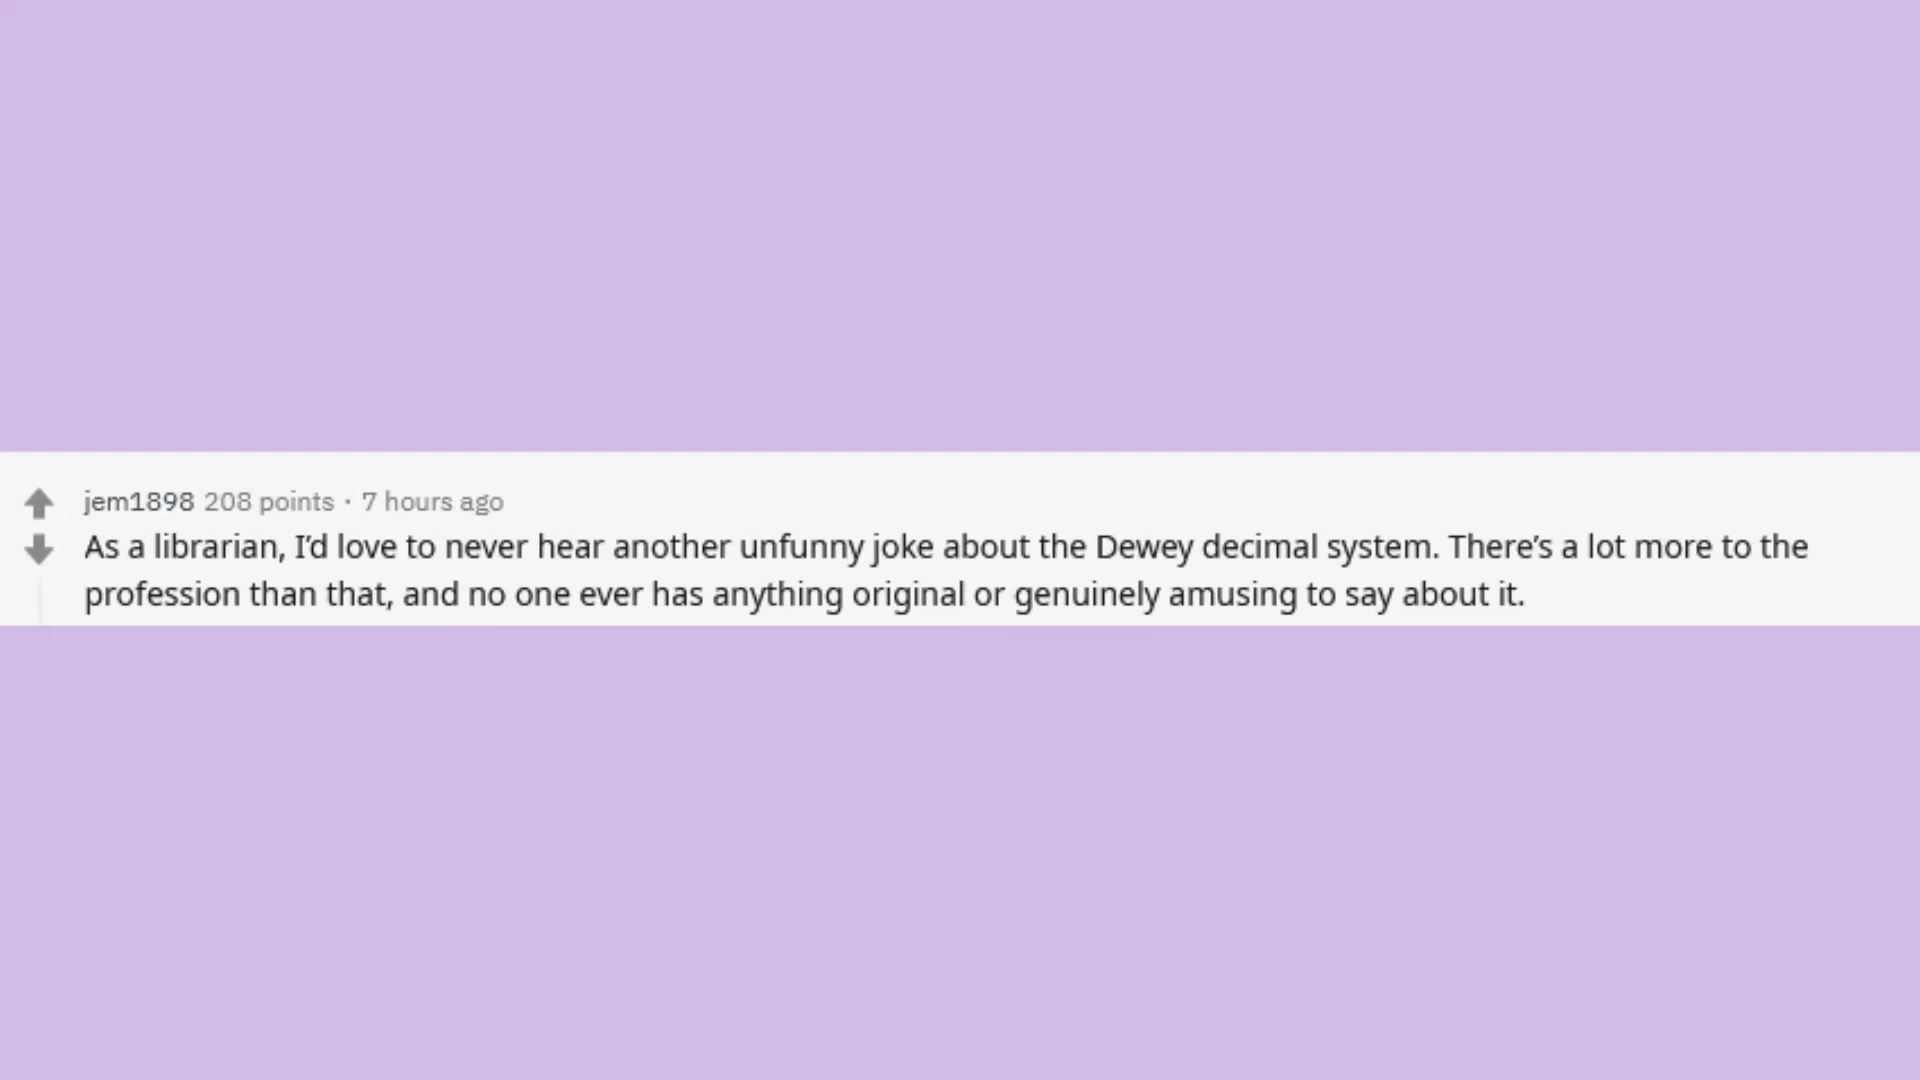 jem1898 208 points · 7 hours ago
As a librarian, I’d love to never hear another unfunny joke about the Dewey decimal system. There’s a lot more to the
profession than that, and no one ever has anything original or genuinely amusing to say about it.